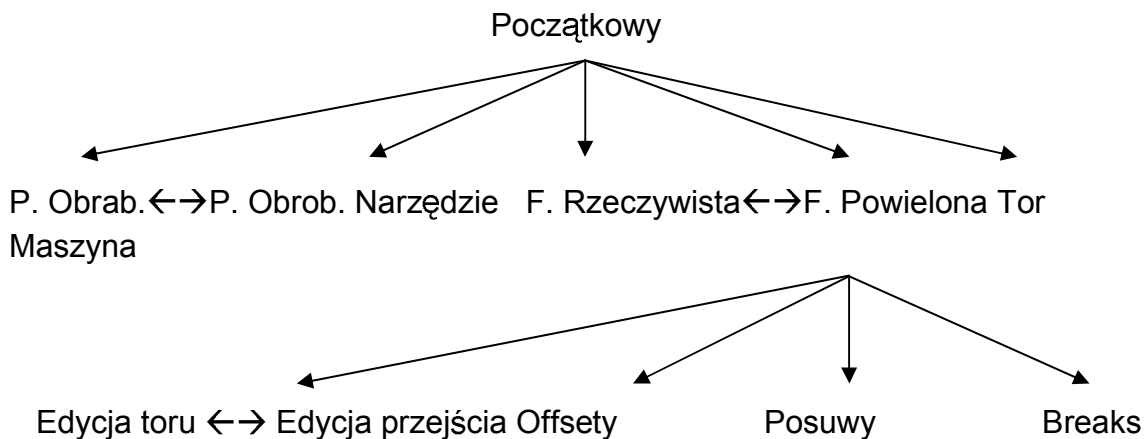 Początkowy
P. Obrab.←→P. Obrob. Narzędzie F. Rzeczywista←→F. Powielona Tor
Maszyna
Edycja toru ←→ Edycja przejścia Offsety Posuwy Breaks